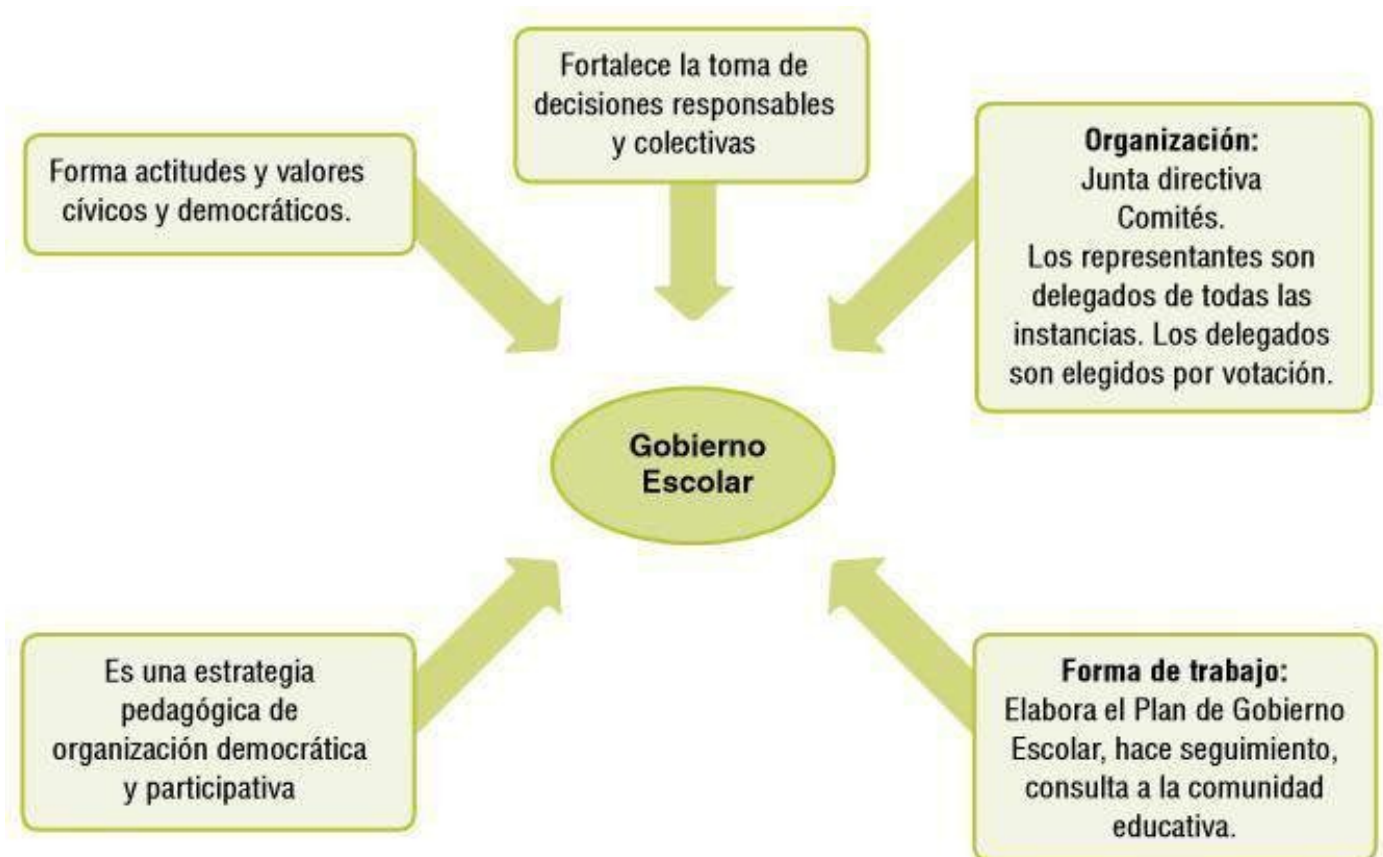 Fortalece la toma de
decisiones responsables
y colectivas
Forma actitudes y valores
cívicos y democráticos.
Organización:
Junta directiva
Comités.
Los representantes son
delegados de todas las
instancias. Los delegados
son elegidos por votación.
Gobierno
Escolar
Es una estrategia
pedagógica de
organización democrática
y participativa
Forma de trabajo:
Elabora el Plan de Gobierno
Escolar, hace seguimiento,
consulta a la comunidad
educativa.